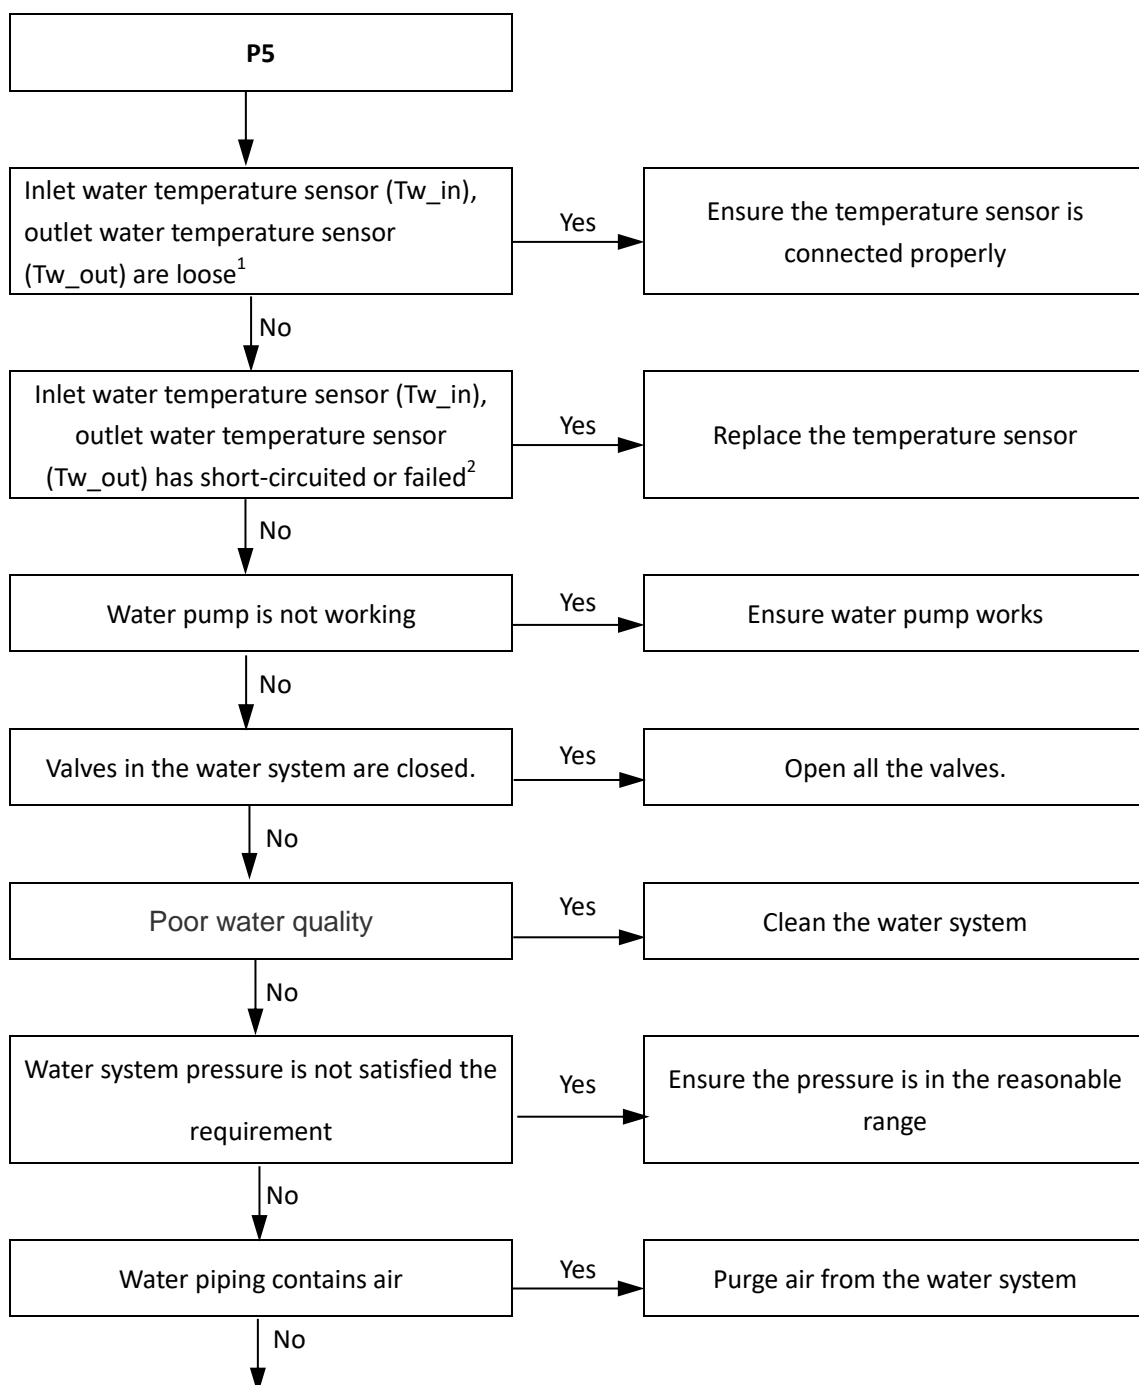 P5
Inlet water temperature sensor (Tw_in),
outlet water temperature sensor
(Tw_out) are loose1
Yes
Ensure the temperature sensor is
connected properly
No
Inlet water temperature sensor (Tw_in),
outlet water temperature sensor
(Tw_out) has short-circuited or failed2
Yes
Replace the temperature sensor
No
Water pump is not working
Yes
Ensure water pump works
No
Valves in the water system are closed.
Yes
Open all the valves.
No
Poor water quality
Yes
Clean the water system
No
Water system pressure is not satisfied the
requirement
Yes
Ensure the pressure is in the reasonable
range
No
Water piping contains air
Yes
Purge air from the water system
No